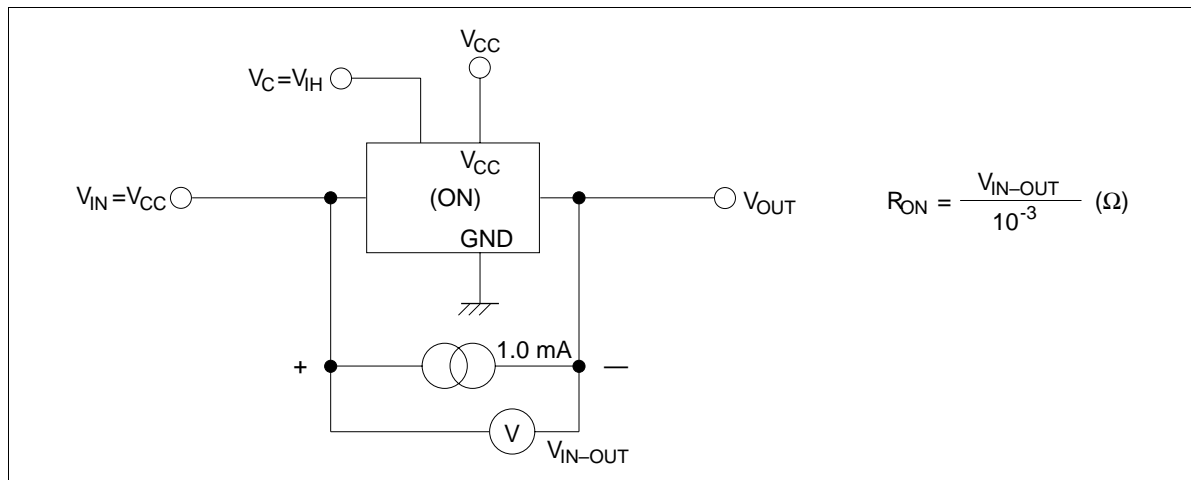 V_CC
V_C=V_IH
V_CC
V_IN=V_CC
(ON)
V_OUT
GND
R_ON = V_IN–OUT / 10^-3 (Ω)
1.0 mA
+
—
V
V_IN–OUT